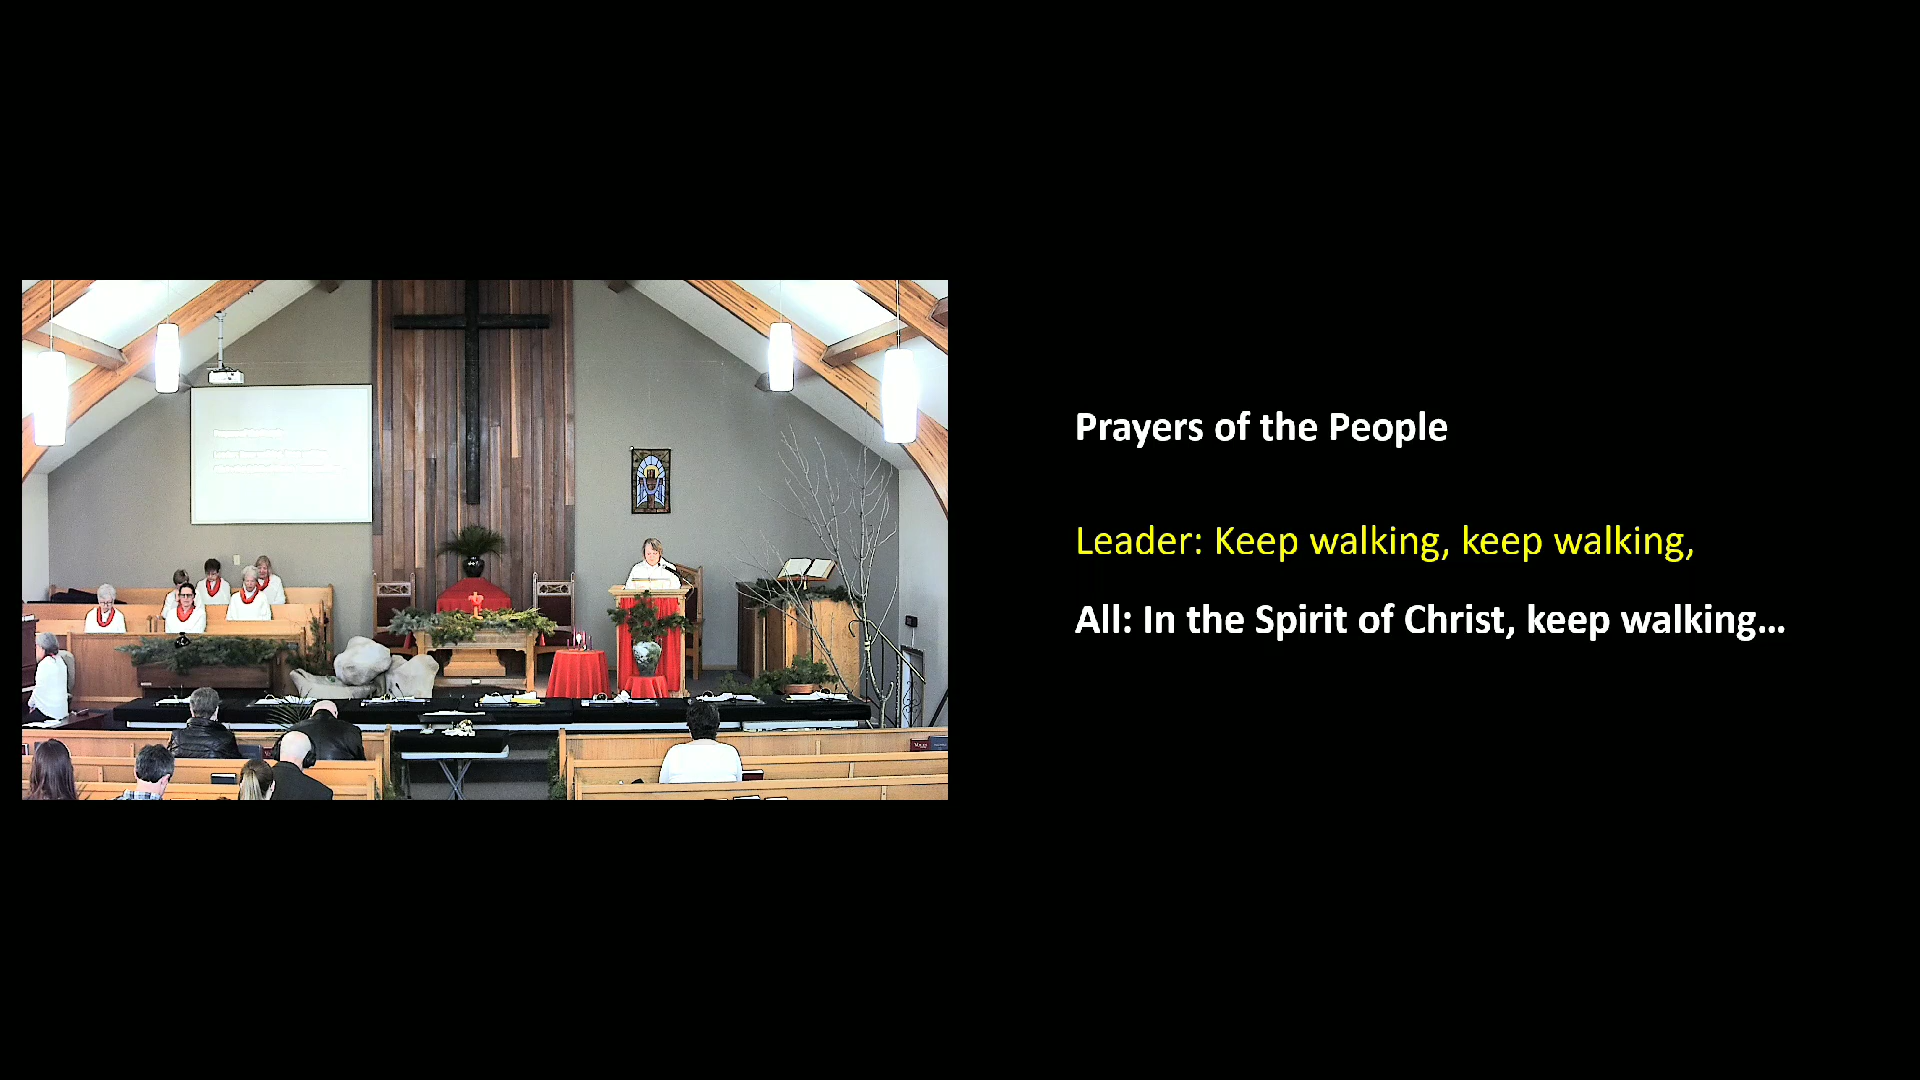 Prayers of the People
Leader: Keep walking, keep walking,
All: In the Spirit of Christ, keep walking...